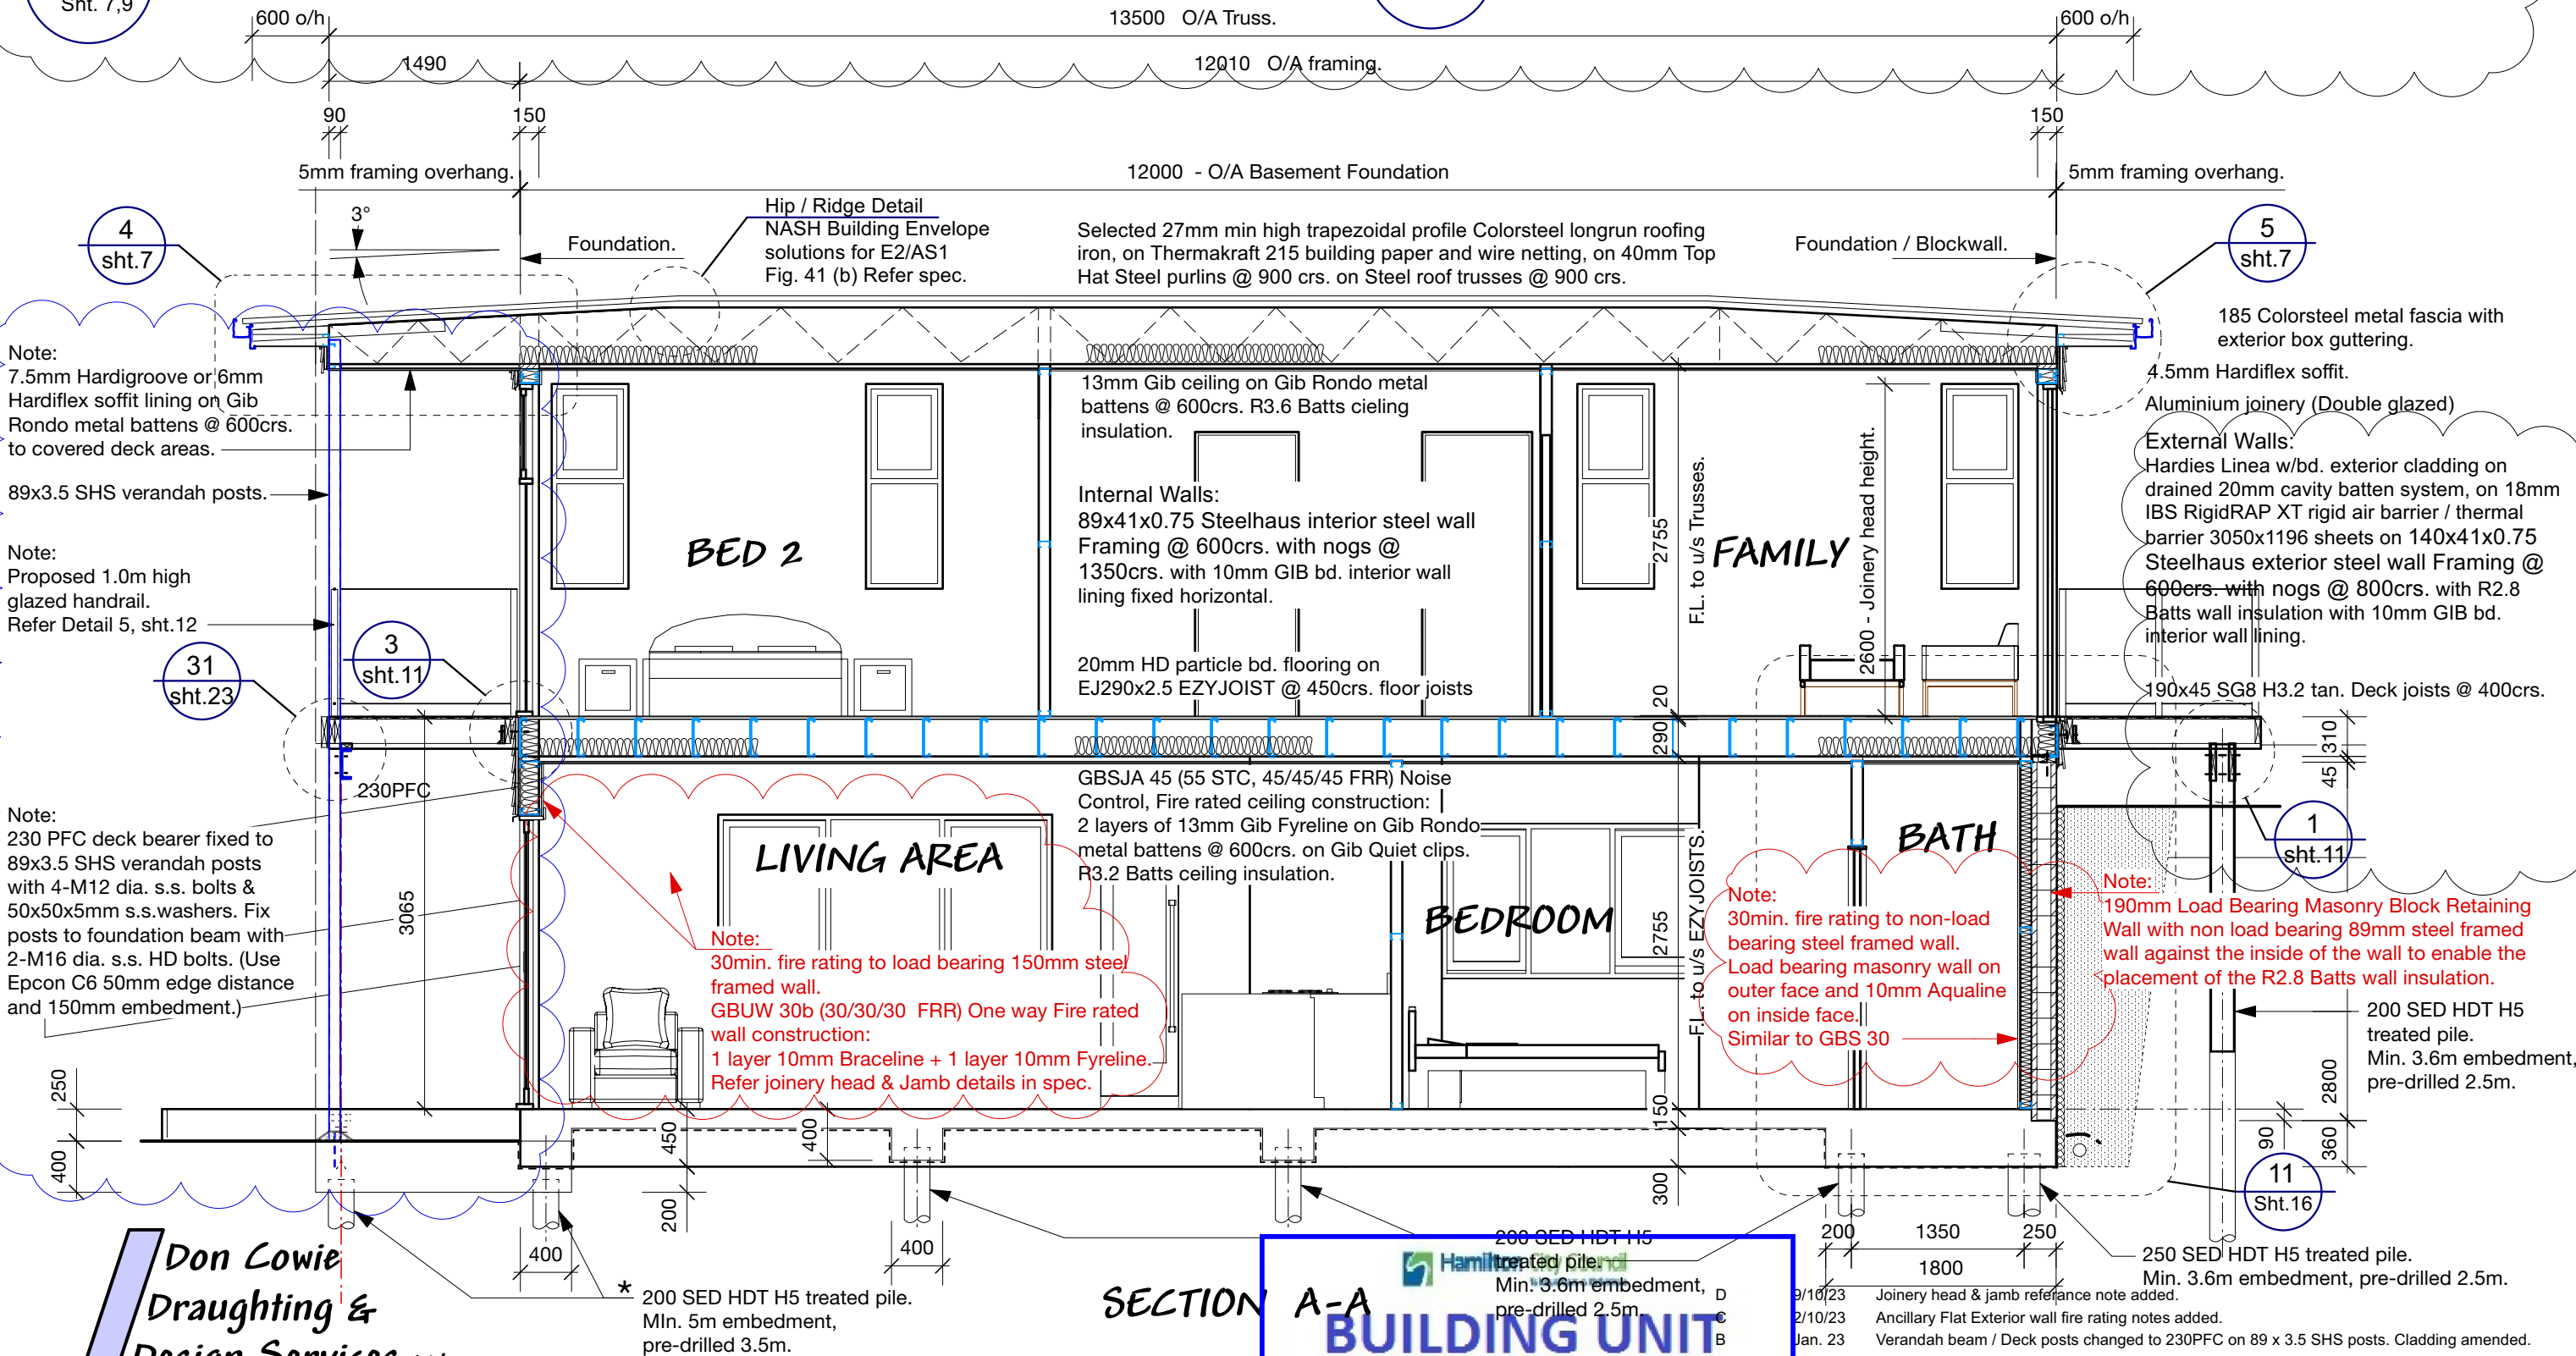 Sht. 7,9
600 o/h
13500 O/A Truss.
600 o/h
1490
12010 O/A framing.
90
150
150
5mm framing overhang.
12000 - O/A Basement Foundation
5mm framing overhang.
4
sht.7
3°
Foundation.
Hip / Ridge Detail
NASH Building Envelope
solutions for E2/AS1
Fig. 41 (b) Refer spec.
Selected 27mm min high trapezoidal profile Colorsteel longrun roofing
iron, on Thermakraft 215 building paper and wire netting, on 40mm Top
Hat Steel purlins @ 900 crs. on Steel roof trusses @ 900 crs.
Foundation / Blockwall.
5
sht.7
185 Colorsteel metal fascia with
exterior box guttering.
4.5mm Hardiflex soffit.
Aluminium joinery (Double glazed)
Note:
7.5mm Hardigroove or 6mm
Hardiflex soffit lining on Gib
Rondo metal battens @ 600crs.
to covered deck areas.
89x3.5 SHS verandah posts.
Note:
Proposed 1.0m high
glazed handrail.
Refer Detail 5, sht.12
31
sht.23
3
sht.11
13mm Gib ceiling on Gib Rondo metal
battens @ 600crs. R3.6 Batts cieling
insulation.
Internal Walls:
89x41x0.75 Steelhaus interior steel wall
Framing @ 600crs. with nogs @
1350crs. with 10mm GIB bd. interior wall
lining fixed horizontal.
20mm HD particle bd. flooring on
EJ290x2.5 EZYJOIST @ 450crs. floor joists
BED 2
FAMILY
2755
F.L. to u/s Trusses.
2600 - Joinery head height.
20
290
External Walls:
Hardies Linea w/bd. exterior cladding on
drained 20mm cavity batten system, on 18mm
IBS RigidRAP XT rigid air barrier / thermal
barrier 3050x1196 sheets on 140x41x0.75
Steelhaus exterior steel wall Framing @
600crs. with nogs @ 800crs. with R2.8
Batts wall insulation with 10mm GIB bd.
interior wall lining.
190x45 SG8 H3.2 tan. Deck joists @ 400crs.
310
45
1
sht.11
230PFC
Note:
230 PFC deck bearer fixed to
89x3.5 SHS verandah posts
with 4-M12 dia. s.s. bolts &
50x50x5mm s.s.washers. Fix
posts to foundation beam with
2-M16 dia. s.s. HD bolts. (Use
Epcon C6 50mm edge distance
and 150mm embedment.)
3065
GBSJA 45 (55 STC, 45/45/45 FRR) Noise
Control, Fire rated ceiling construction:
2 layers of 13mm Gib Fyreline on Gib Rondo
metal battens @ 600crs. on Gib Quiet clips.
R3.2 Batts ceiling insulation.
LIVING AREA
BEDROOM
BATH
2755
F.L. to u/s EZYJOISTS.
Note:
30min. fire rating to load bearing 150mm steel
framed wall.
GBUW 30b (30/30/30 FRR) One way Fire rated
wall construction:
1 layer 10mm Braceline + 1 layer 10mm Fyreline.
Refer joinery head & Jamb details in spec.
Note:
30min. fire rating to non-load
bearing steel framed wall.
Load bearing masonry wall on
outer face and 10mm Aqualine
on inside face.
Similar to GBS 30
Note:
190mm Load Bearing Masonry Block Retaining
Wall with non load bearing 89mm steel framed
wall against the inside of the wall to enable the
placement of the R2.8 Batts wall insulation.
200 SED HDT H5
treated pile.
Min. 3.6m embedment,
pre-drilled 2.5m.
2800
360
90
11
Sht.16
250
400
450
200
400
150
300
400
400
200
1350
250
1800
* 200 SED HDT H5 treated pile.
MIn. 5m embedment,
pre-drilled 3.5m.
200 SED HDT H5
treated pile.
Min. 3.6m embedment,
pre-drilled 2.5m.
250 SED HDT H5 treated pile.
Min. 3.6m embedment, pre-drilled 2.5m.
SECTION A-A
Don Cowie
Draughting &
Design Services
Hamilton City Council
BUILDING UNIT
D 9/10/23 Joinery head & jamb referance note added.
C 2/10/23 Ancillary Flat Exterior wall fire rating notes added.
B Jan. 23 Verandah beam / Deck posts changed to 230PFC on 89 x 3.5 SHS posts. Cladding amended.